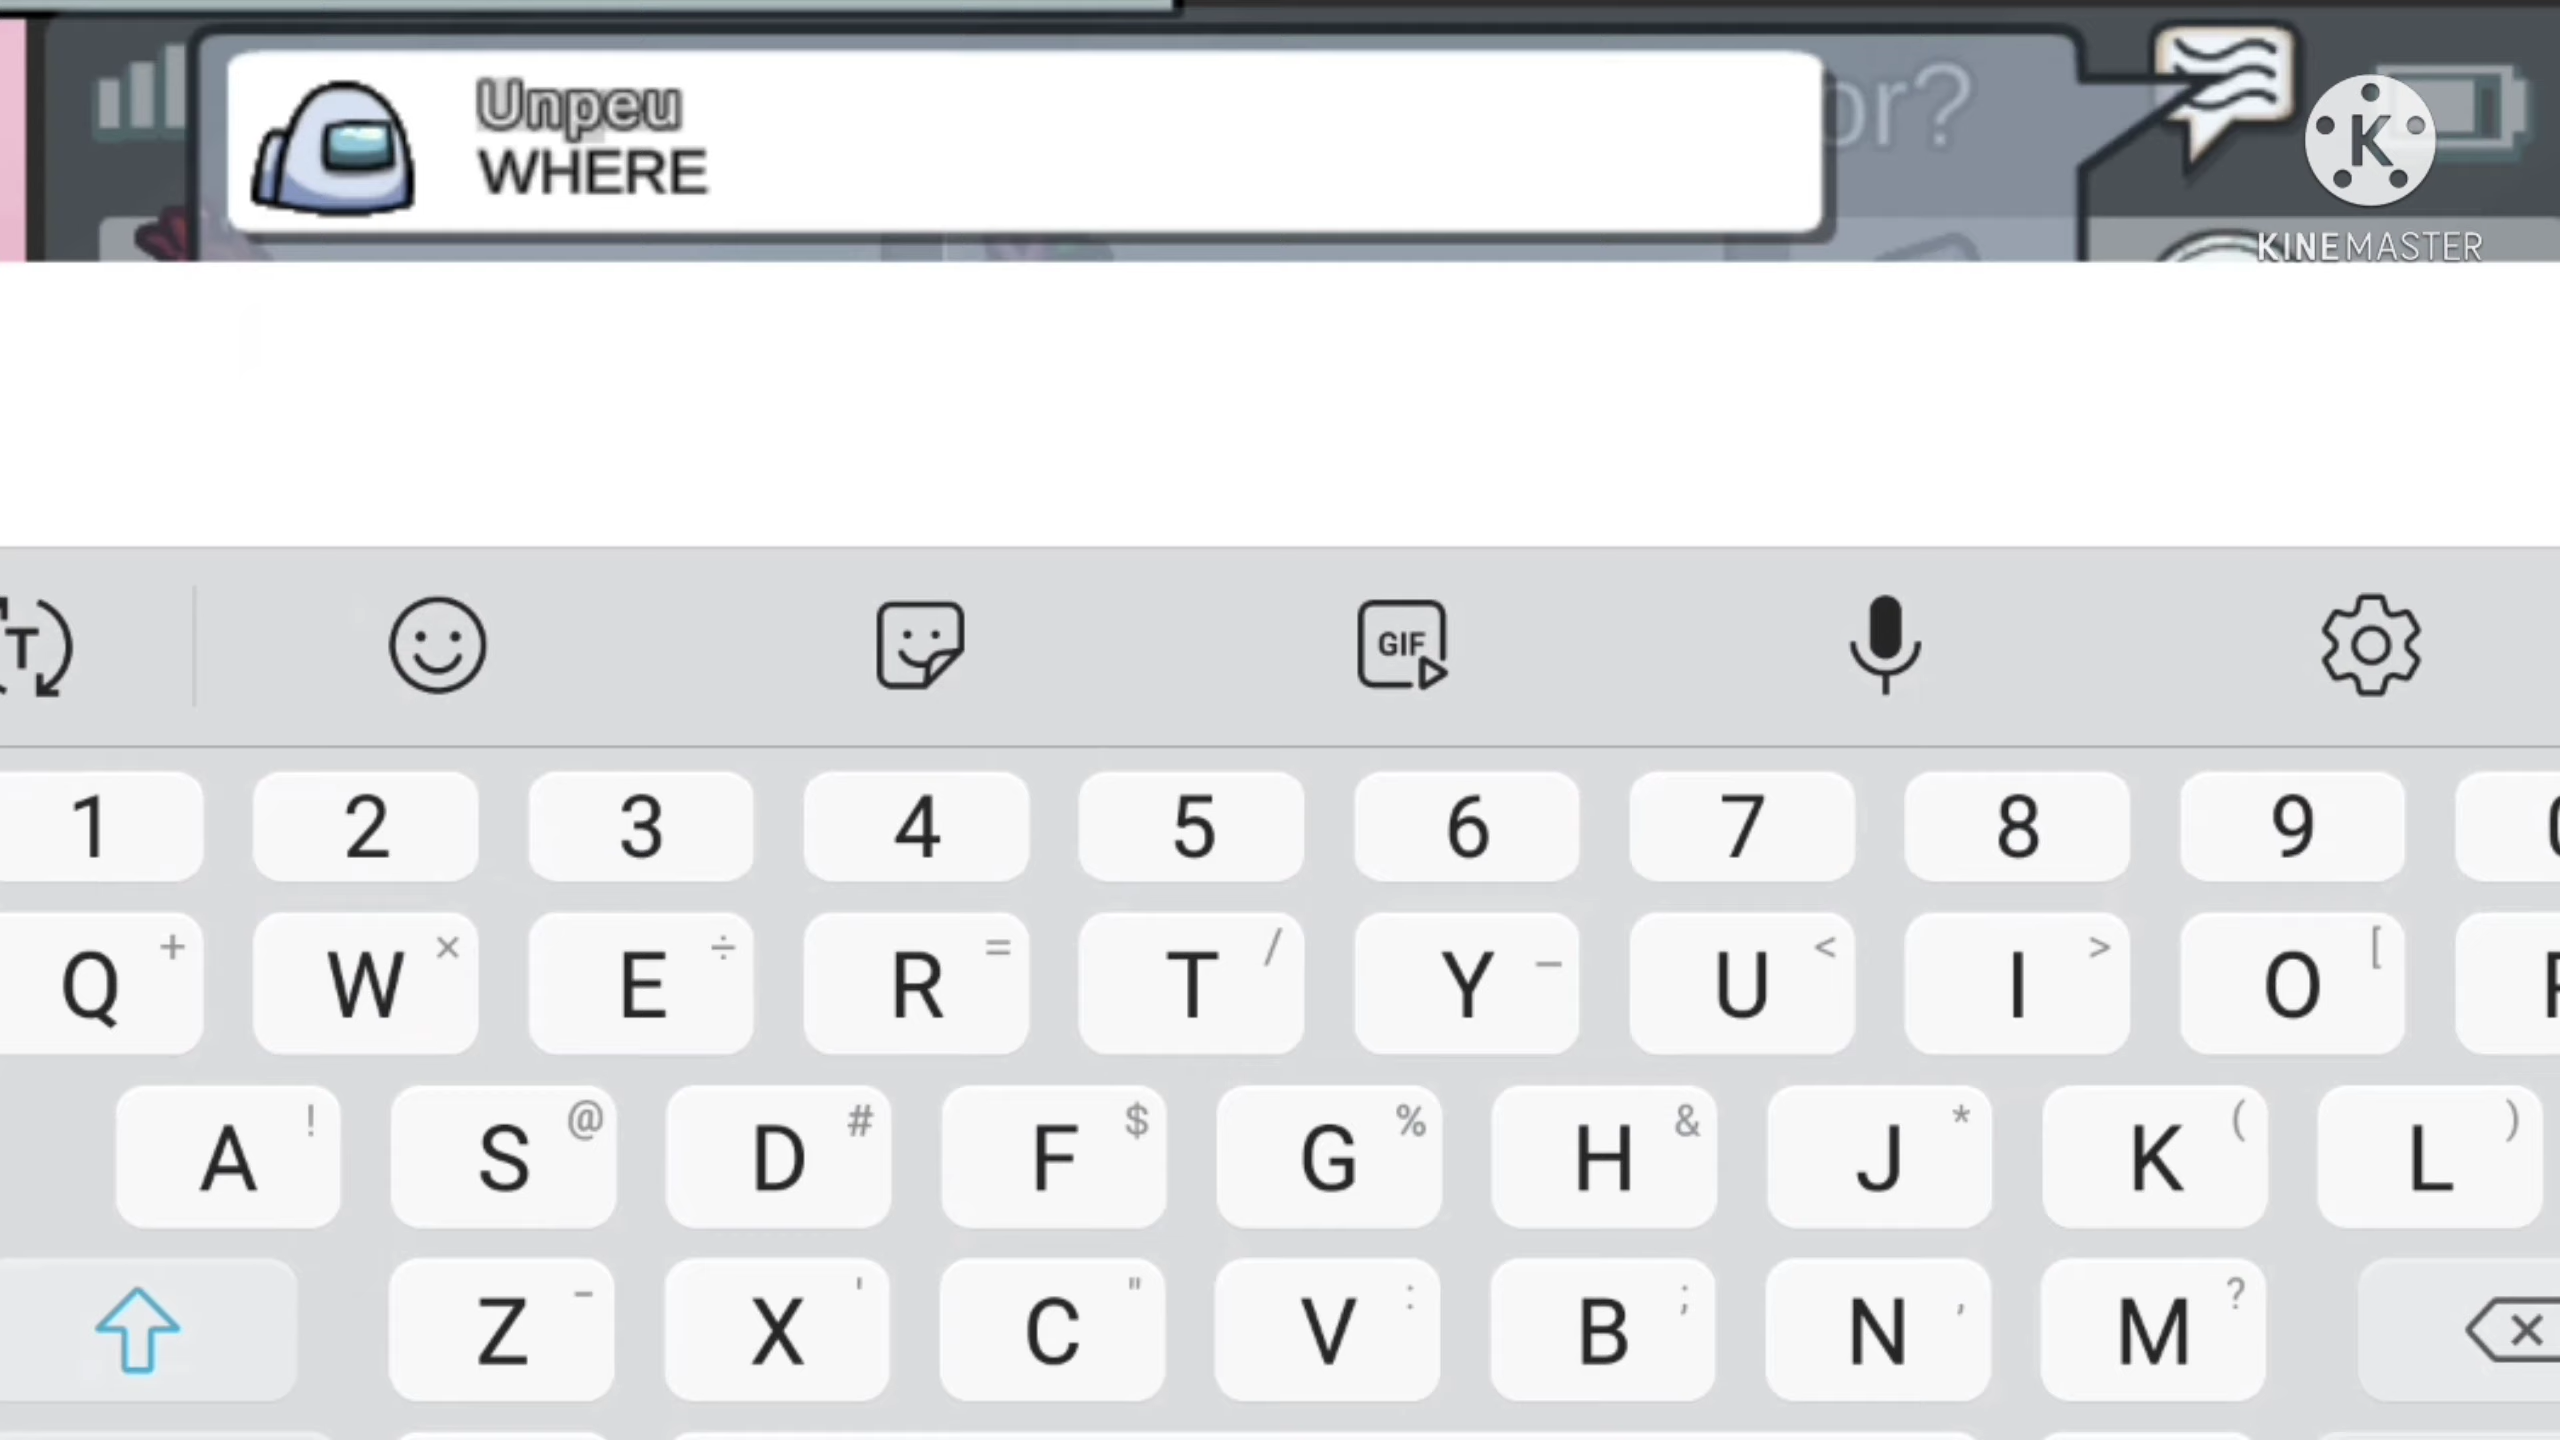 Unpeu
WHERE
or?
K
KINEMASTER
T
GIF
1 2 3 4 5 6 7 8 9
Q + W × E ÷ R = T / Y _ U < I > O [
A ! S @ D # F $ G % H & J * K ( L )
Z - X ' C " V : B ; N , M ?